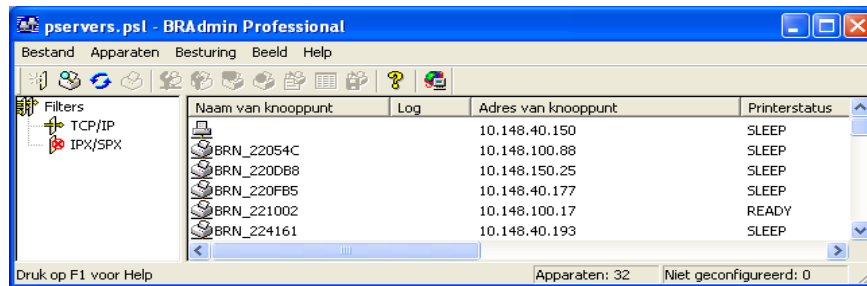 pservers.psl - BRAdmin Professional
Bestand Apparaten Besturing Beeld Help
Filters
TCP/IP
IPX/SPX
Naam van knooppunt Log Adres van knooppunt Printerstatus
10.148.40.150 SLEEP
BRN_22054C 10.148.100.88 SLEEP
BRN_220DB8 10.148.150.25 SLEEP
BRN_220FB5 10.148.40.177 SLEEP
BRN_221002 10.148.100.17 READY
BRN_224161 10.148.40.193 SLEEP
Druk op F1 voor Help Apparaten: 32 Niet geconfigureerd: 0